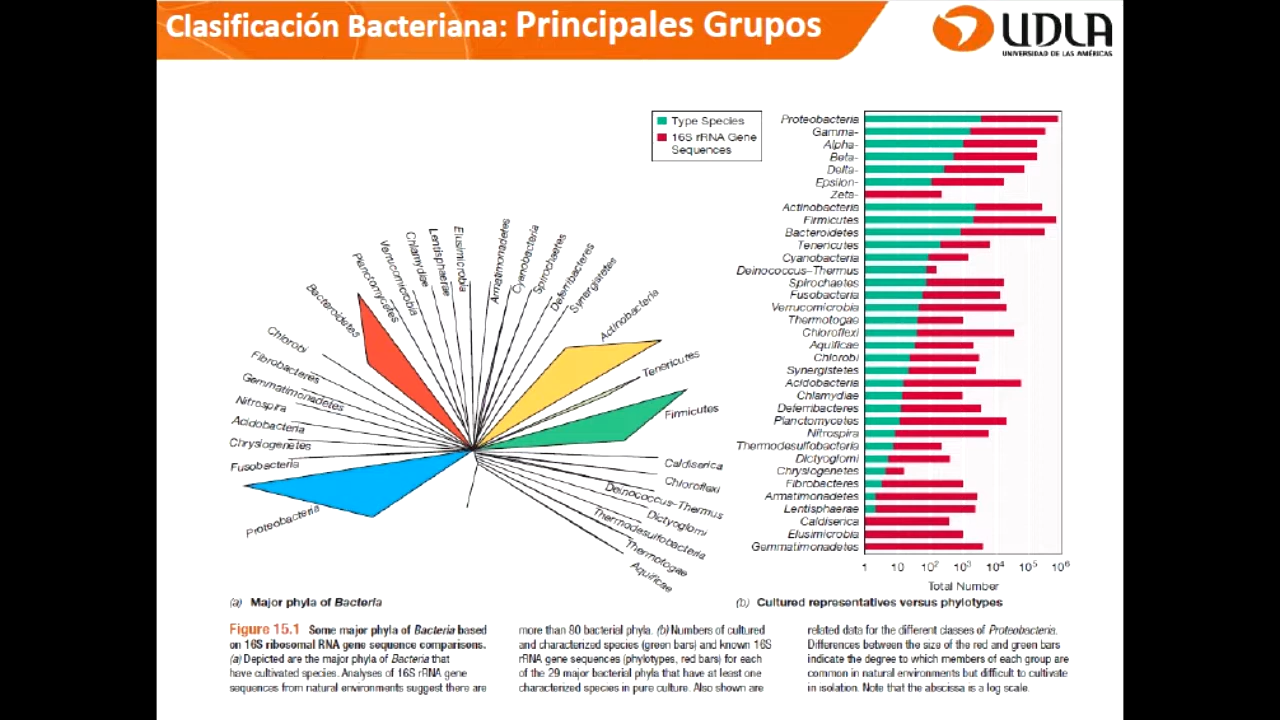 Clasificación Bacteriana: Principales Grupos
UDLA
UNIVERSIDAD DE LAS AMÉRICAS
Type Species
16S rRNA Gene
Sequences
Bacteroidetes
Planctomycetes
Verrucomicrobia
Chlamydiae
Lentisphaerae
Elusimicrobia
Armatimonadetes
Cyanobacteria
Spirochaetes
Deferribacteres
Synergistetes
Actinobacteria
Tenericutes
Firmicutes
Chlorobi
Fibrobacteres
Gemmatimonadetes
Nitrospira
Acidobacteria
Chrysiogenetes
Fusobacteria
Proteobacteria
Caldiserica
Chloroflexi
Deinococcus–Thermus
Dictyoglomi
Thermodesulfobacteria
Thermotogae
Aquificae
Proteobacteria
Gamma-
Alpha-
Beta-
Delta-
Epsilon-
Zeta-
Actinobacteria
Firmicutes
Bacteroidetes
Tenericutes
Cyanobacteria
Deinococcus–Thermus
Spirochaetes
Fusobacteria
Verrucomicrobia
Thermotogae
Chloroflexi
Aquificae
Chlorobi
Synergistetes
Acidobacteria
Chlamydiae
Deferribacteres
Planctomycetes
Nitrospira
Thermodesulfobacteria
Dictyoglomi
Chrysiogenetes
Fibrobacteres
Armatimonadetes
Lentisphaerae
Caldiserica
Elusimicrobia
Gemmatimonadetes
1 10 10² 10³ 10⁴ 10⁵ 10⁶
Total Number
(a) Major phyla of Bacteria
(b) Cultured representatives versus phylotypes
Figure 15.1 Some major phyla of Bacteria based
on 16S ribosomal RNA gene sequence comparisons.
(a) Depicted are the major phyla of Bacteria that
have cultivated species. Analyses of 16S rRNA gene
sequences from natural environments suggest there are
more than 80 bacterial phyla. (b) Numbers of cultured
and characterized species (green bars) and known 16S
rRNA gene sequences (phylotypes, red bars) for each
of the 29 major bacterial phyla that have at least one
characterized species in pure culture. Also shown are
related data for the different classes of Proteobacteria.
Differences between the size of the red and green bars
indicate the degree to which members of each group are
common in natural environments but difficult to cultivate
in isolation. Note that the abscissa is a log scale.